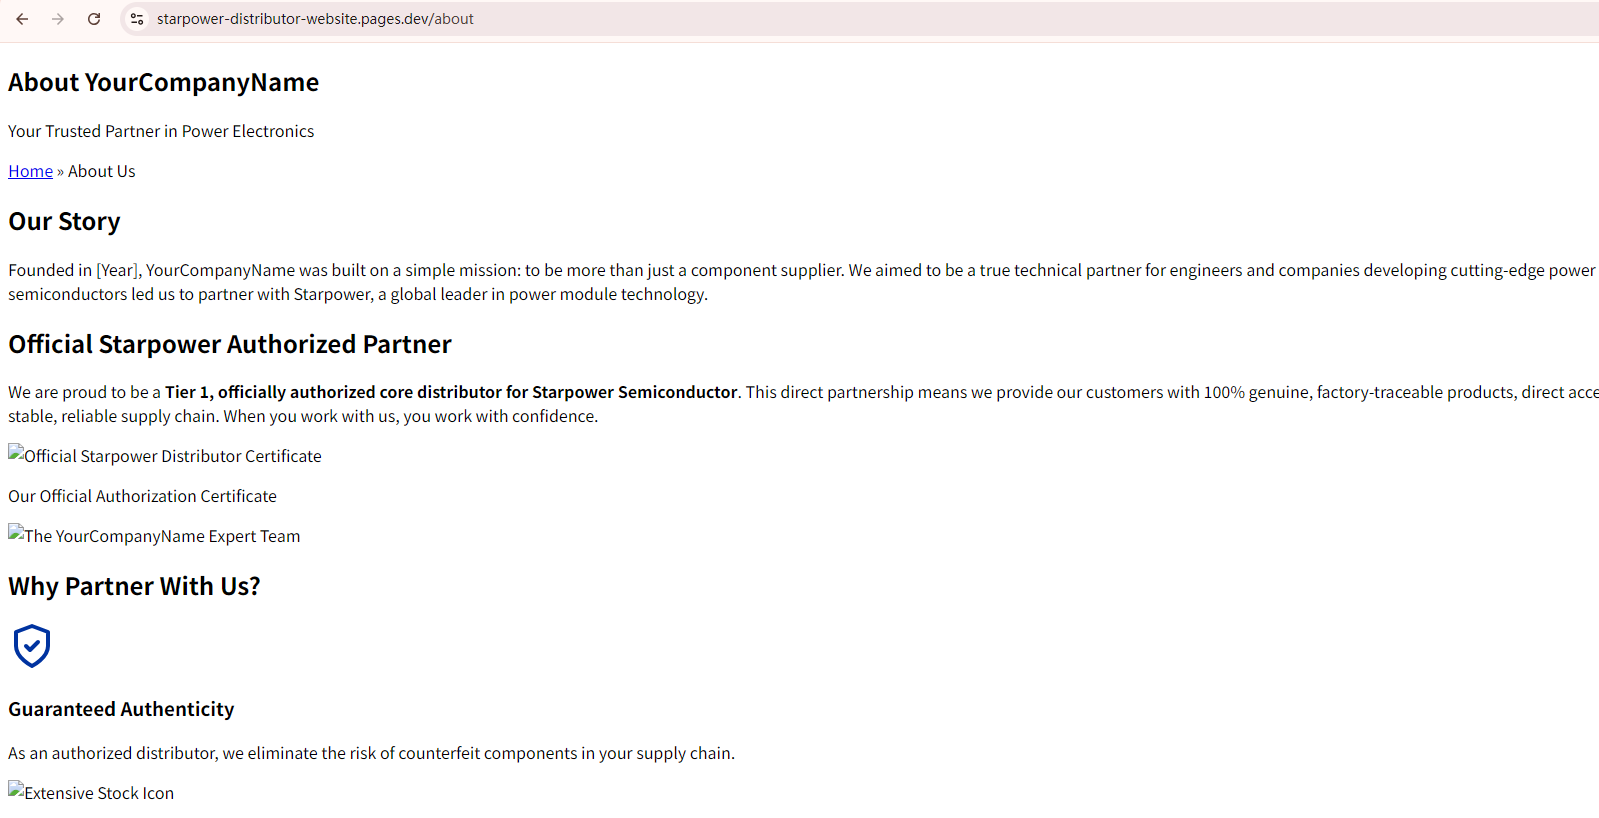 starpower-distributor-website.pages.dev/about
About YourCompanyName
Your Trusted Partner in Power Electronics
Home » About Us
Our Story
Founded in [Year], YourCompanyName was built on a simple mission: to be more than just a component supplier. We aimed to be a true technical partner for engineers and companies developing cutting-edge power
semiconductors led us to partner with Starpower, a global leader in power module technology.
Official Starpower Authorized Partner
We are proud to be a Tier 1, officially authorized core distributor for Starpower Semiconductor. This direct partnership means we provide our customers with 100% genuine, factory-traceable products, direct acce
stable, reliable supply chain. When you work with us, you work with confidence.
Official Starpower Distributor Certificate
Our Official Authorization Certificate
The YourCompanyName Expert Team
Why Partner With Us?
Guaranteed Authenticity
As an authorized distributor, we eliminate the risk of counterfeit components in your supply chain.
Extensive Stock Icon